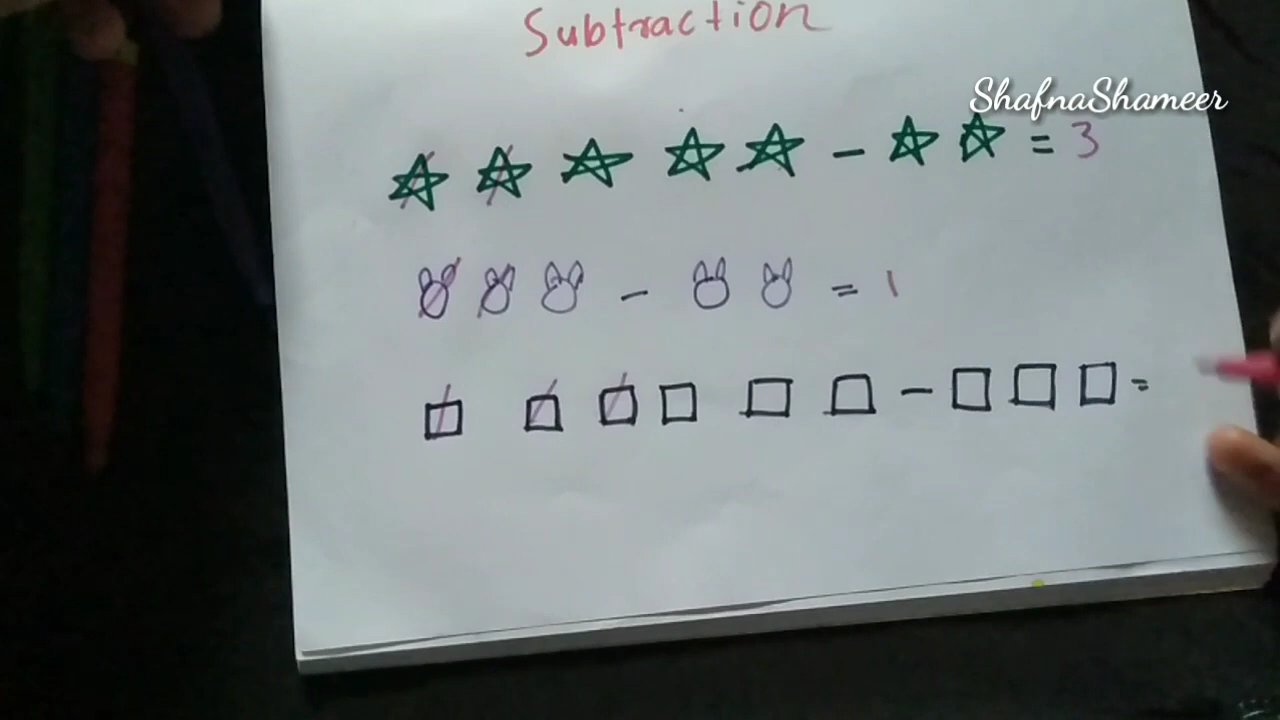 Subtraction
ShafnaShameer
- = 3
- = 1
- =